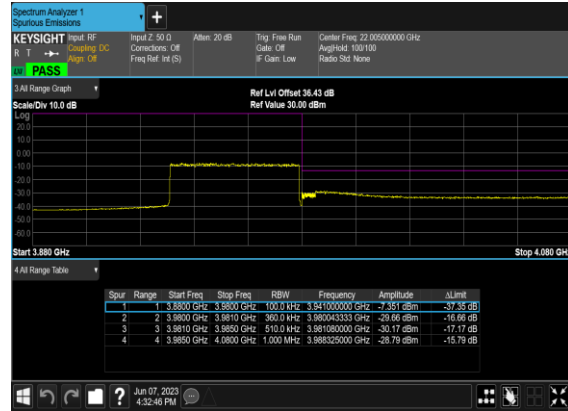 Spectrum Analyzer 1
Spurious Emissions
KEYSIGHT Input: RF
R T Coupling: DC
Align: Off
Input Z: 50 Ω
Corrections: Off
Freq Ref: Int (S)
Atten: 20 dB
Trig: Free Run
Gate: Off
IF Gain: Low
Center Freq: 22.005000000 GHz
Avg|Hold: 100/100
Radio Std: None
PASS
3 All Range Graph
Ref Lvl Offset 36.43 dB
Scale/Div 10.0 dB
Ref Value 30.00 dBm
Log
20.0
10.0
0.00
-10.0
-20.0
-30.0
-40.0
-50.0
-60.0
Start 3.880 GHz
Stop 4.080 GH
4 All Range Table
Spur Range Start Freq Stop Freq RBW Frequency Amplitude ΔLimit
1 1 3.8800 GHz 3.9800 GHz 100.0 kHz 3.941000000 GHz -7.351 dBm -37.35 dB
2 2 3.9800 GHz 3.9810 GHz 360.0 kHz 3.980043333 GHz -29.66 dBm -16.66 dB
3 3 3.9810 GHz 3.9850 GHz 510.0 kHz 3.981080000 GHz -30.17 dBm -17.17 dB
4 4 3.9850 GHz 4.0800 GHz 1.000 MHz 3.988325000 GHz -28.79 dBm -15.79 dB
?
Jun 07, 2023
4:32:46 PM